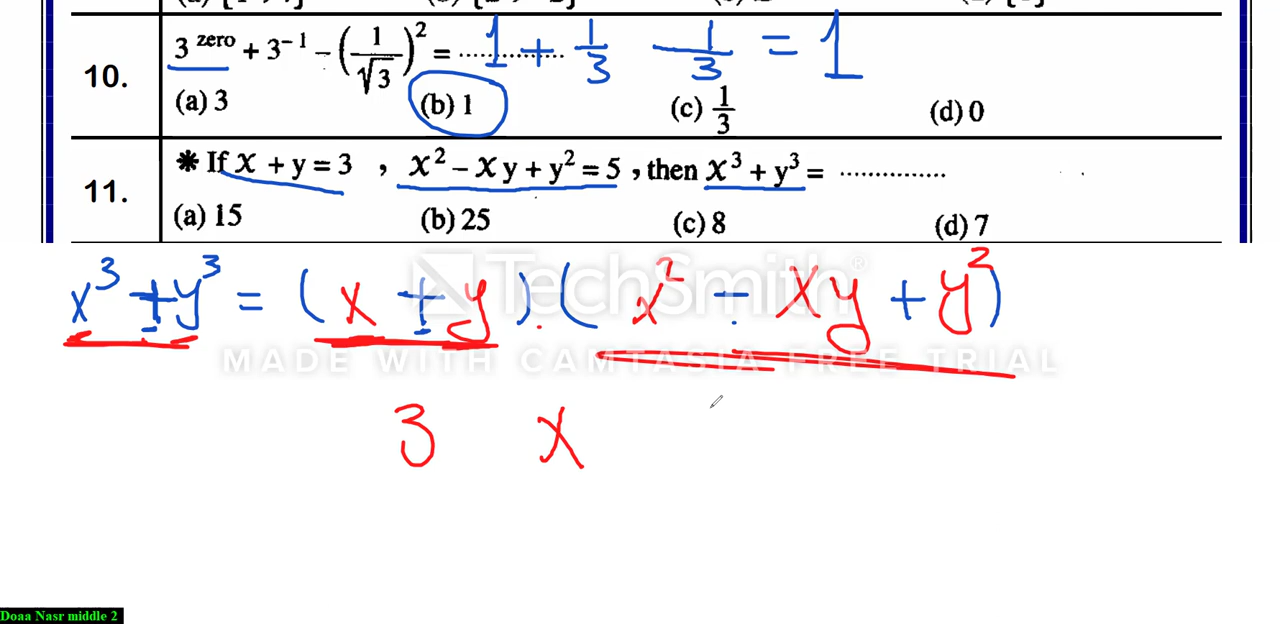 10. 3 zero + 3⁻¹ − (1/√3)² = ............... 1 + 1/3 1/3 = 1
(a) 3 (b) 1 (c) 1/3 (d) 0
11. * If x + y = 3 , x² − xy + y² = 5 , then x³ + y³ = ...............
(a) 15 (b) 25 (c) 8 (d) 7
x³ + y³ = (x + y) . (x² − xy + y²)
TechSmith
MADE WITH CAMTASIA FREE TRIAL
3 x
Doaa Nasr middle 2